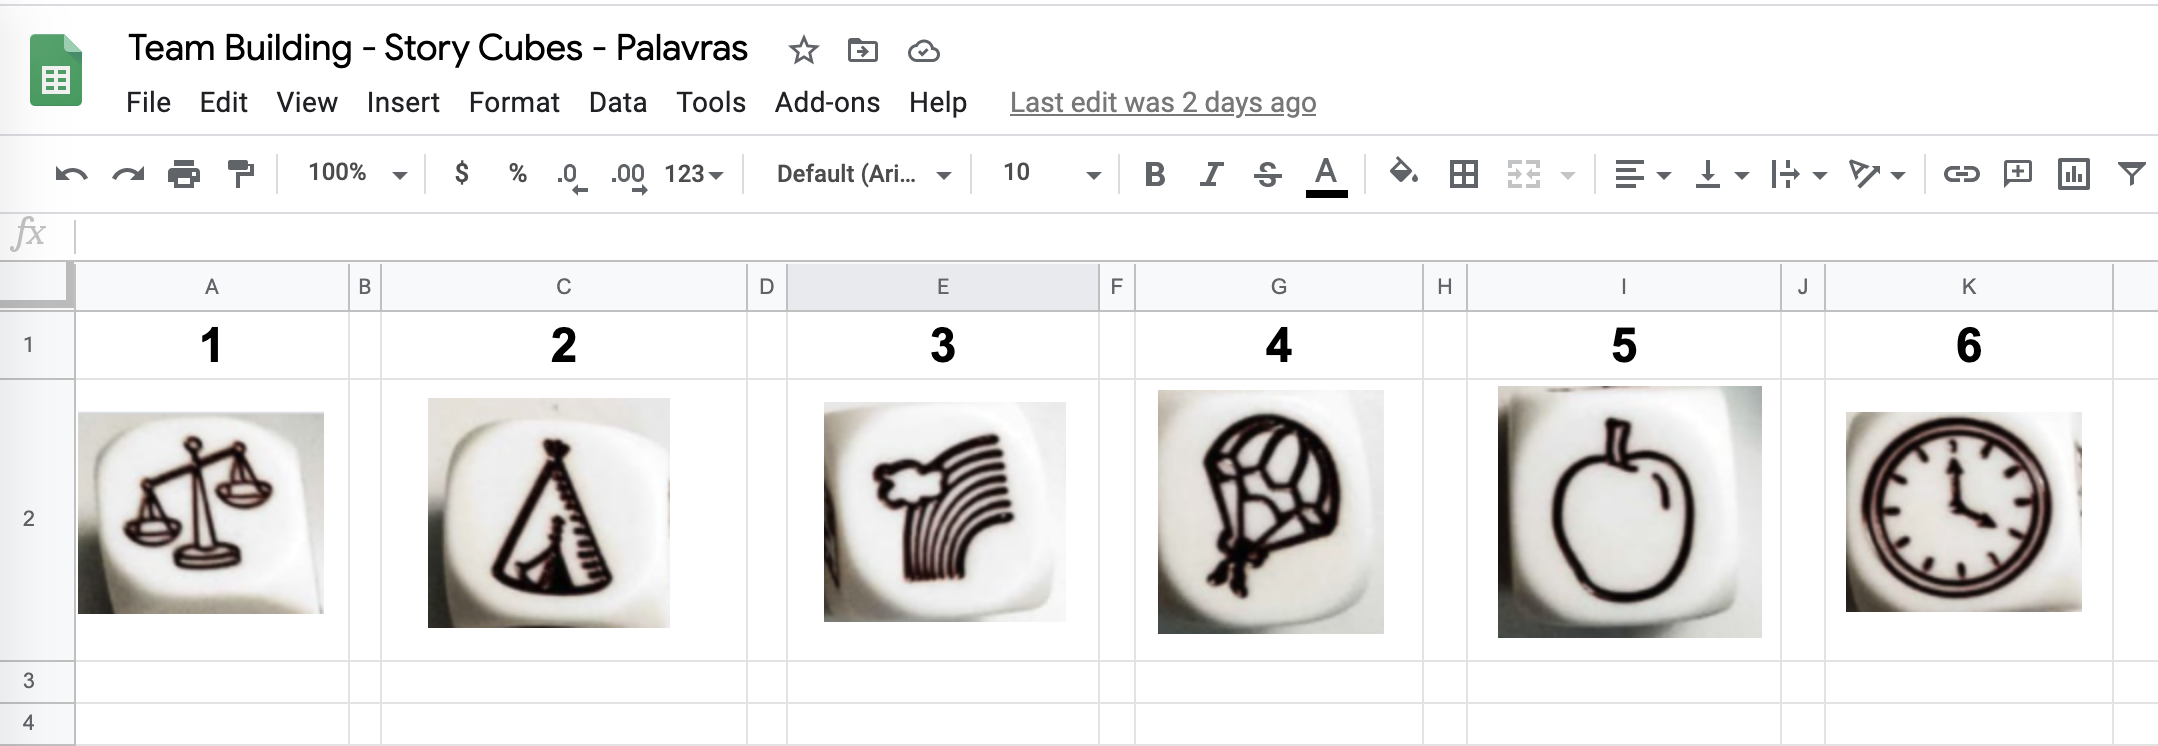 Team Building - Story Cubes - Palavras
File Edit View Insert Format Data Tools Add-ons Help Last edit was 2 days ago
100% $ % .0 .00 123 Default (Ari... 10 B I S A
fx
A B C D E F G H I J K
1 1 2 3 4 5 6
2
3
4